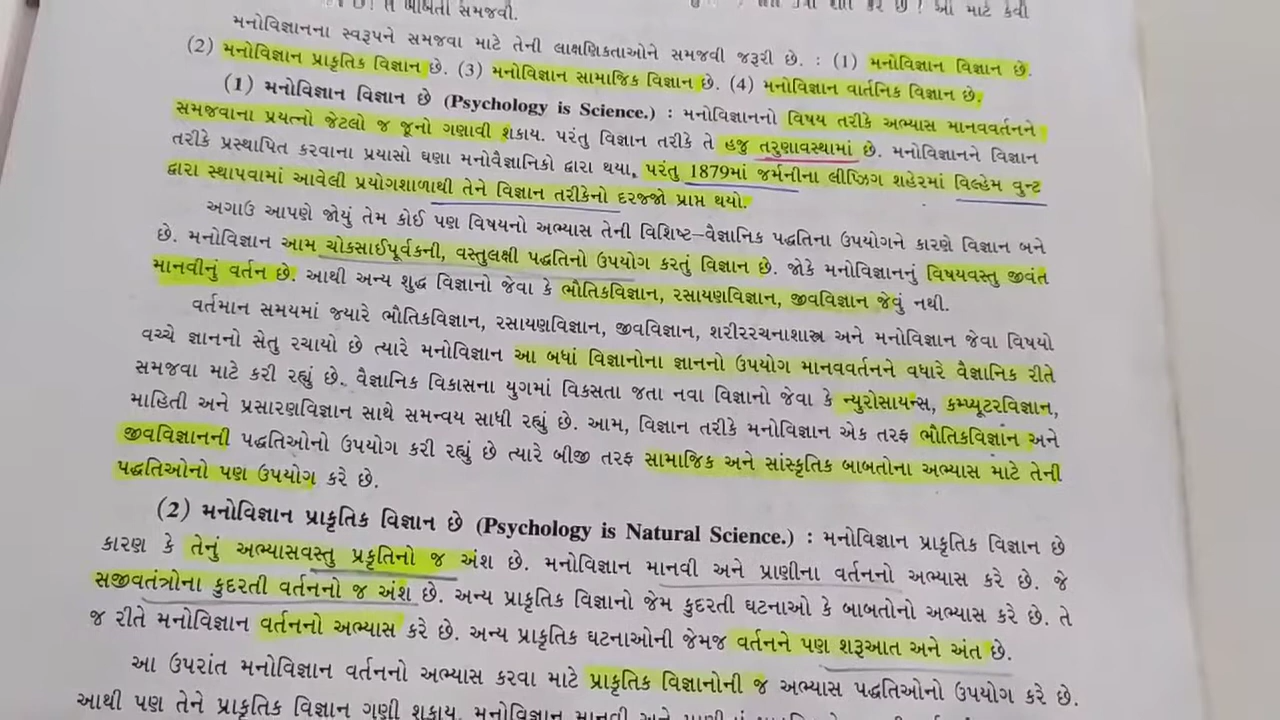 બાબતો સમજવી.
આ માટે કેવી
મનોવિજ્ઞાનના સ્વરૂપને સમજવા માટે તેની લાક્ષણિકતાઓને સમજવી જરૂરી છે. : (1) મનોવિજ્ઞાન વિજ્ઞાન છે.
(2) મનોવિજ્ઞાન પ્રાકૃતિક વિજ્ઞાન છે. (3) મનોવિજ્ઞાન સામાજિક વિજ્ઞાન છે. (4) મનોવિજ્ઞાન વાર્તનિક વિજ્ઞાન છે.
(1) મનોવિજ્ઞાન વિજ્ઞાન છે (Psychology is Science.) : મનોવિજ્ઞાનનો વિષય તરીકે અભ્યાસ માનવવર્તનને
સમજવાના પ્રયત્નો જેટલો જ જૂનો ગણાવી શકાય. પરંતુ વિજ્ઞાન તરીકે તે હજુ તરુણાવસ્થામાં છે. મનોવિજ્ઞાનને વિજ્ઞાન
તરીકે પ્રસ્થાપિત કરવાના પ્રયાસો ઘણા મનોવૈજ્ઞાનિકો દ્વારા થયા, પરંતુ 1879માં જર્મનીના લીપ્ઝિગ શહેરમાં વિલ્હેમ વુન્ટ
દ્વારા સ્થાપવામાં આવેલી પ્રયોગશાળાથી તેને વિજ્ઞાન તરીકેનો દરજ્જો પ્રાપ્ત થયો.
અગાઉ આપણે જોયું તેમ કોઈ પણ વિષયનો અભ્યાસ તેની વિશિષ્ટ–વૈજ્ઞાનિક પદ્ધતિના ઉપયોગને કારણે વિજ્ઞાન બને
છે. મનોવિજ્ઞાન આમ ચોકસાઈપૂર્વકની, વસ્તુલક્ષી પદ્ધતિનો ઉપયોગ કરતું વિજ્ઞાન છે. જોકે મનોવિજ્ઞાનનું વિષયવસ્તુ જીવંત
માનવીનું વર્તન છે. આથી અન્ય શુદ્ધ વિજ્ઞાનો જેવા કે ભૌતિકવિજ્ઞાન, રસાયણવિજ્ઞાન, જીવવિજ્ઞાન જેવું નથી.
વર્તમાન સમયમાં જ્યારે ભૌતિકવિજ્ઞાન, રસાયણવિજ્ઞાન, જીવવિજ્ઞાન, શરીરરચનાશાસ્ત્ર અને મનોવિજ્ઞાન જેવા વિષયો
વચ્ચે જ્ઞાનનો સેતુ રચાયો છે ત્યારે મનોવિજ્ઞાન આ બધાં વિજ્ઞાનોના જ્ઞાનનો ઉપયોગ માનવવર્તનને વધારે વૈજ્ઞાનિક રીતે
સમજવા માટે કરી રહ્યું છે. વૈજ્ઞાનિક વિકાસના યુગમાં વિકસતા જતા નવા વિજ્ઞાનો જેવા કે ન્યુરોસાયન્સ, કમ્પ્યૂટરવિજ્ઞાન,
માહિતી અને પ્રસારણવિજ્ઞાન સાથે સમન્વય સાધી રહ્યું છે. આમ, વિજ્ઞાન તરીકે મનોવિજ્ઞાન એક તરફ ભૌતિકવિજ્ઞાન અને
જીવવિજ્ઞાનની પદ્ધતિઓનો ઉપયોગ કરી રહ્યું છે ત્યારે બીજી તરફ સામાજિક અને સાંસ્કૃતિક બાબતોના અભ્યાસ માટે તેની
પદ્ધતિઓનો પણ ઉપયોગ કરે છે.
(2) મનોવિજ્ઞાન પ્રાકૃતિક વિજ્ઞાન છે (Psychology is Natural Science.) : મનોવિજ્ઞાન પ્રાકૃતિક વિજ્ઞાન છે
કારણ કે તેનું અભ્યાસવસ્તુ પ્રકૃતિનો જ અંશ છે. મનોવિજ્ઞાન માનવી અને પ્રાણીના વર્તનનો અભ્યાસ કરે છે. જે
સજીવતંત્રોના કુદરતી વર્તનનો જ અંશ છે. અન્ય પ્રાકૃતિક વિજ્ઞાનો જેમ કુદરતી ઘટનાઓ કે બાબતોનો અભ્યાસ કરે છે. તે
જ રીતે મનોવિજ્ઞાન વર્તનનો અભ્યાસ કરે છે. અન્ય પ્રાકૃતિક ઘટનાઓની જેમજ વર્તનને પણ શરૂઆત અને અંત છે.
આ ઉપરાંત મનોવિજ્ઞાન વર્તનનો અભ્યાસ કરવા માટે પ્રાકૃતિક વિજ્ઞાનોની જ અભ્યાસ પદ્ધતિઓનો ઉપયોગ કરે છે.
આથી પણ તેને પ્રાકૃતિક વિજ્ઞાન ગણી શકાય. મનોવિજ્ઞાન માનવી અને